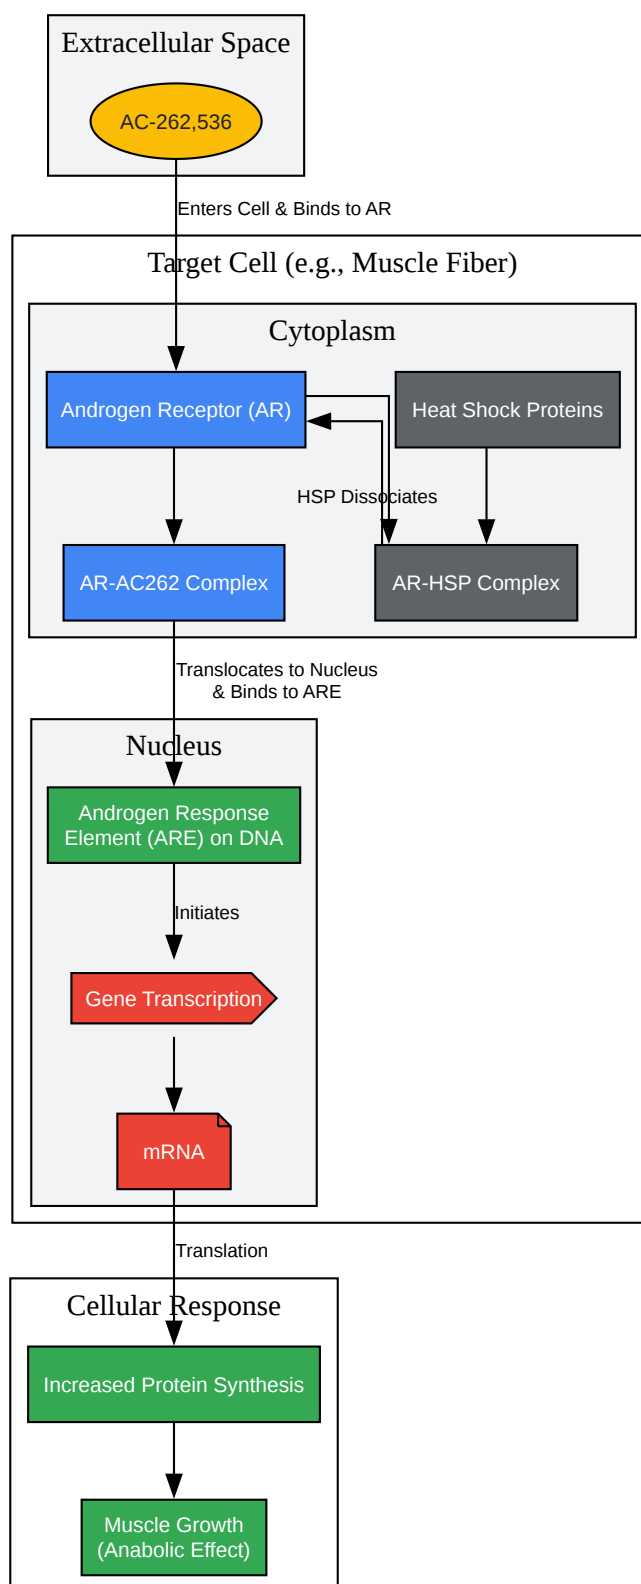 Extracellular Space
AC-262,536
Enters Cell & Binds to AR
Target Cell (e.g., Muscle Fiber)
Cytoplasm
Androgen Receptor (AR)
Heat Shock Proteins
HSP Dissociates
AR-AC262 Complex
AR-HSP Complex
Translocates to Nucleus
& Binds to ARE
Nucleus
Androgen Response
Element (ARE) on DNA
Initiates
Gene Transcription
mRNA
Translation
Cellular Response
Increased Protein Synthesis
Muscle Growth
(Anabolic Effect)